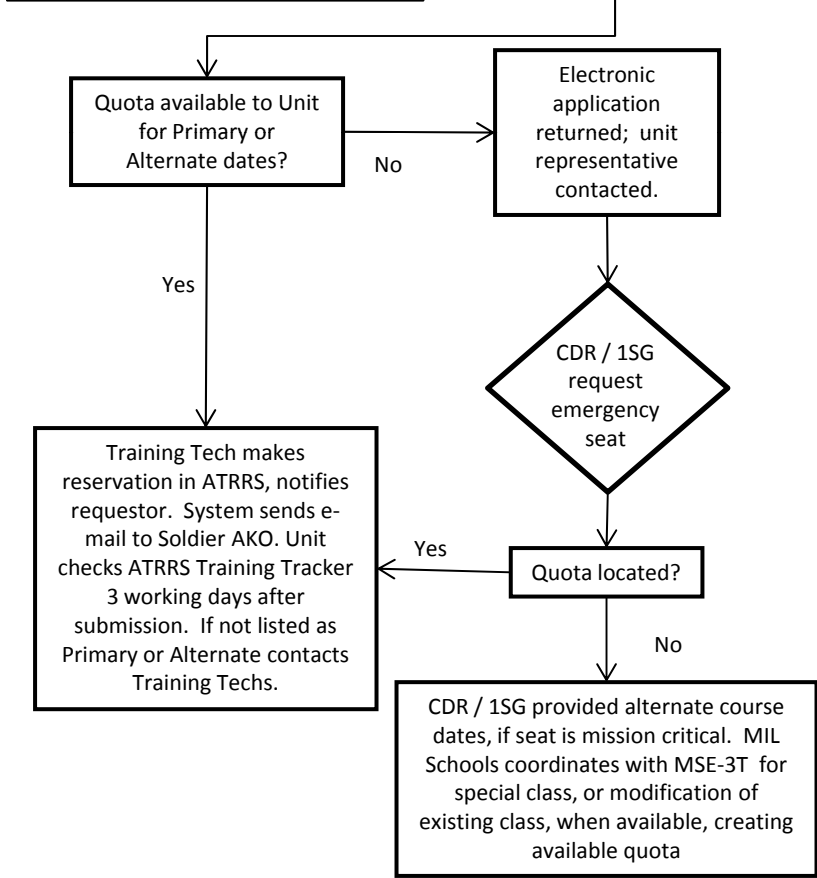 Quota available to Unit
for Primary or
Alternate dates?
No
Electronic
application
returned; unit
representative
contacted.
Yes
CDR / 1SG
request
emergency
seat
Training Tech makes
reservation in ATRRS, notifies
requestor. System sends e-
mail to Soldier AKO. Unit
checks ATRRS Training Tracker
3 working days after
submission. If not listed as
Primary or Alternate contacts
Training Techs.
Yes
Quota located?
No
CDR / 1SG provided alternate course
dates, if seat is mission critical. MIL
Schools coordinates with MSE-3T for
special class, or modification of
existing class, when available, creating
available quota